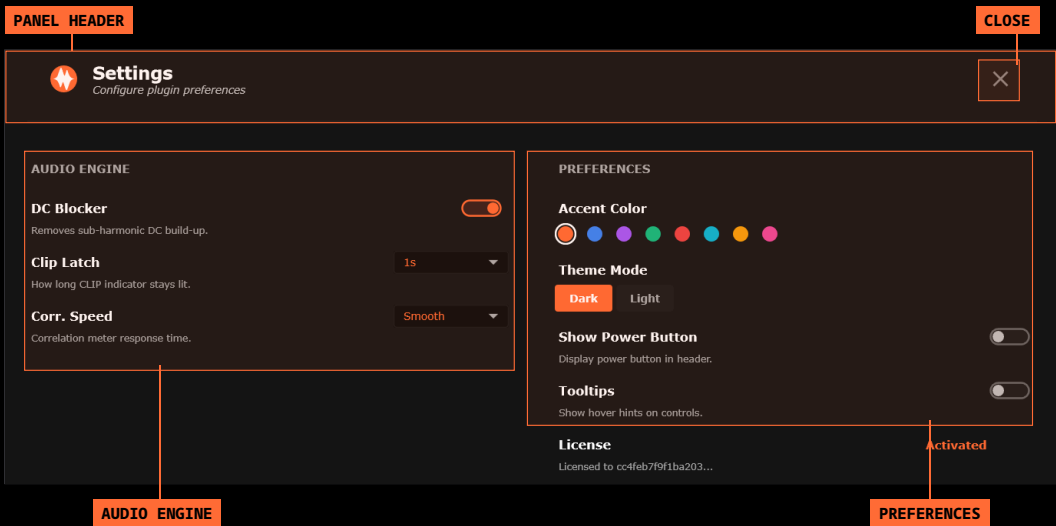 PANEL HEADER
CLOSE
Settings
Configure plugin preferences
AUDIO ENGINE
DC Blocker
Removes sub-harmonic DC build-up.
Clip Latch
1s
How long CLIP indicator stays lit.
Corr. Speed
Smooth
Correlation meter response time.
PREFERENCES
Accent Color
Theme Mode
Dark
Light
Show Power Button
Display power button in header.
Tooltips
Show hover hints on controls.
License
Activated
Licensed to cc4feb7f9f1ba203...
AUDIO ENGINE
PREFERENCES